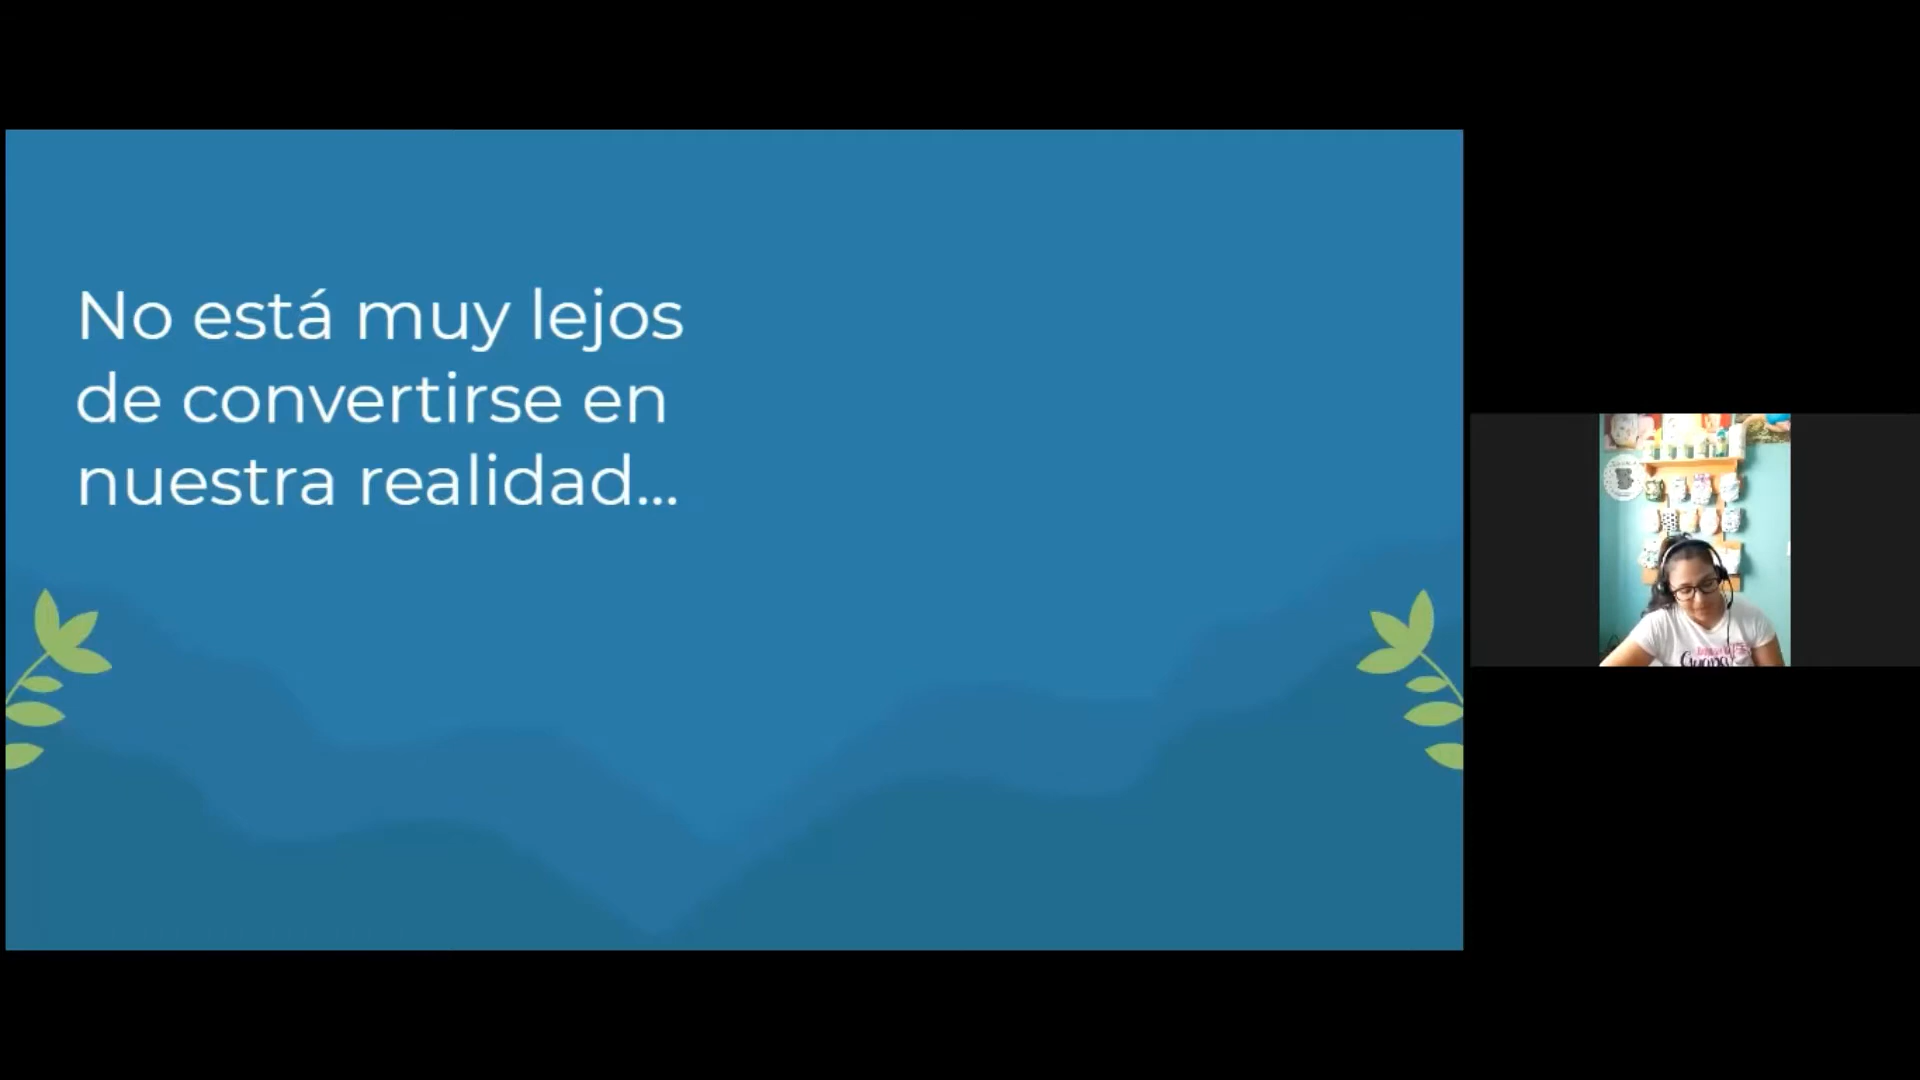 No está muy lejos
de convertirse en
nuestra realidad...